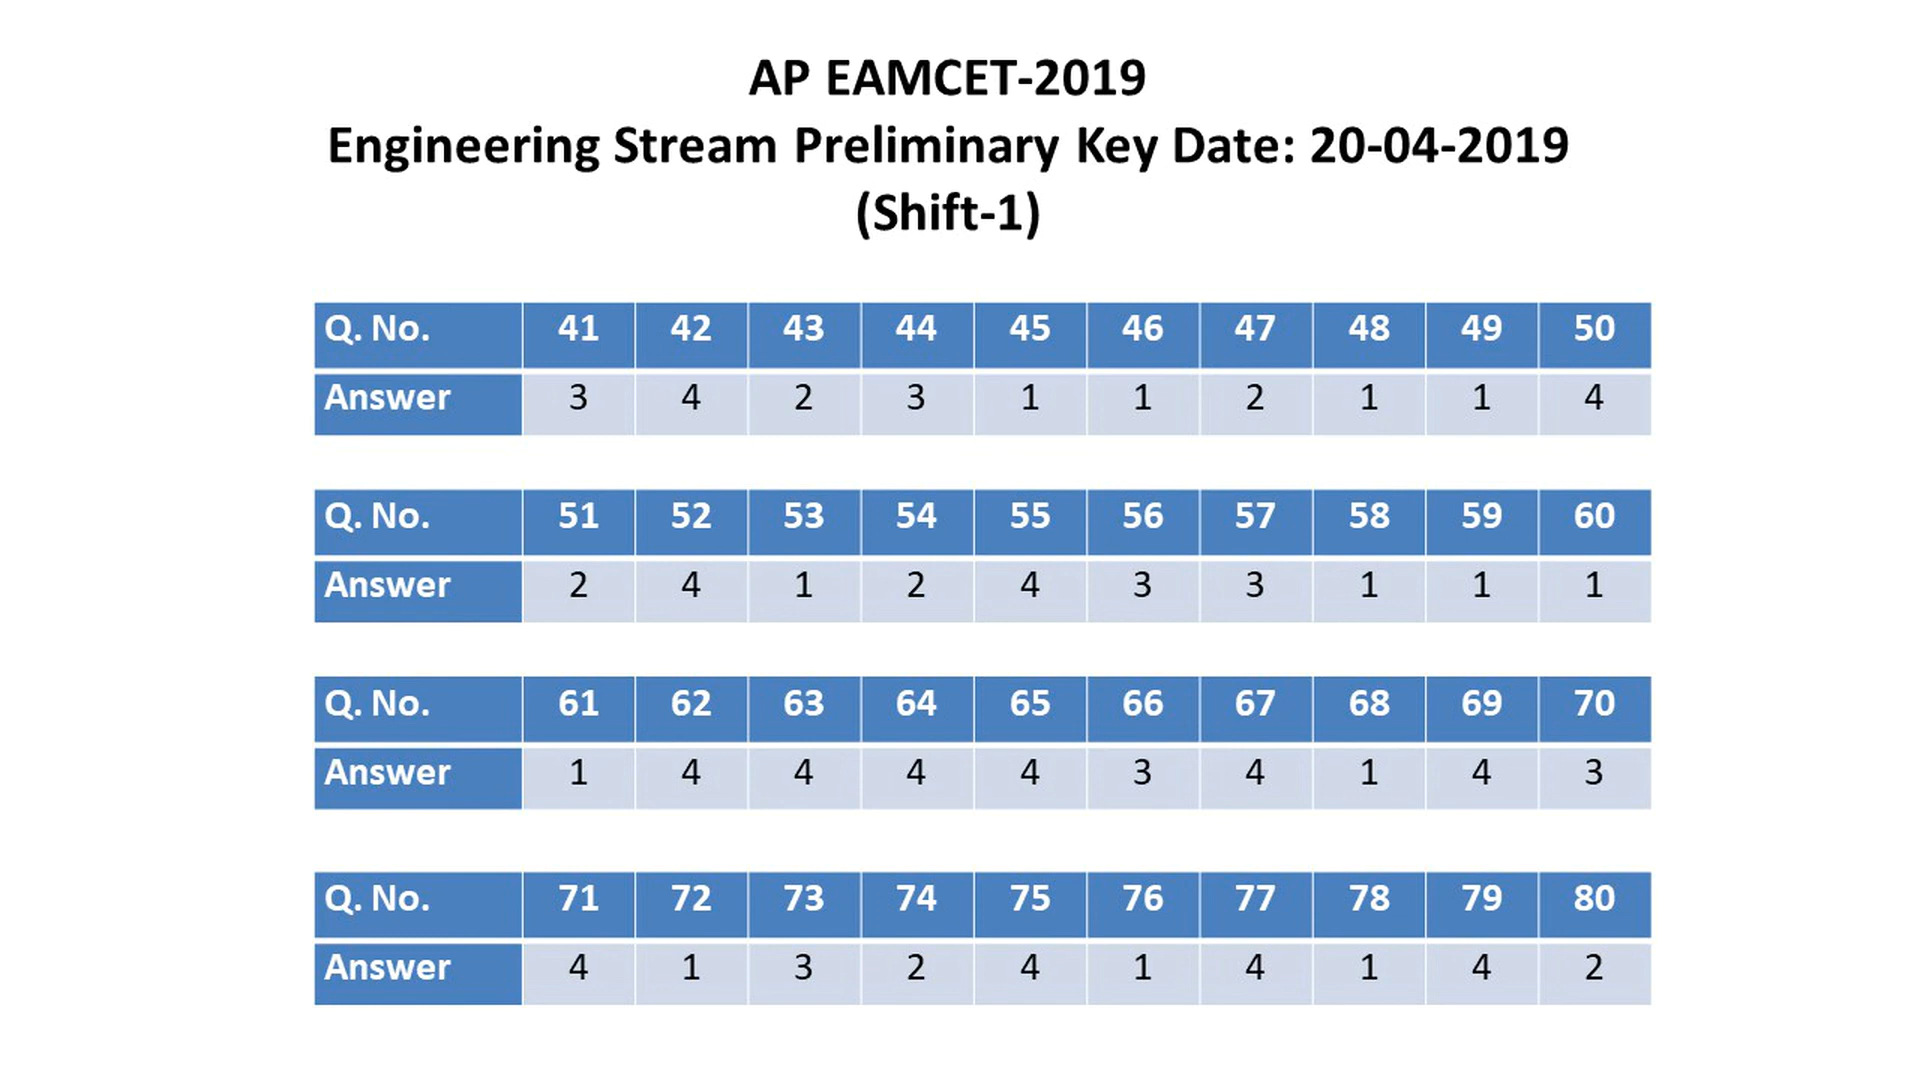 AP EAMCET-2019
Engineering Stream Preliminary Key Date: 20-04-2019
(Shift-1)
Q. No. 41 42 43 44 45 46 47 48 49 50
Answer 3 4 2 3 1 1 2 1 1 4
Q. No. 51 52 53 54 55 56 57 58 59 60
Answer 2 4 1 2 4 3 3 1 1 1
Q. No. 61 62 63 64 65 66 67 68 69 70
Answer 1 4 4 4 4 3 4 1 4 3
Q. No. 71 72 73 74 75 76 77 78 79 80
Answer 4 1 3 2 4 1 4 1 4 2